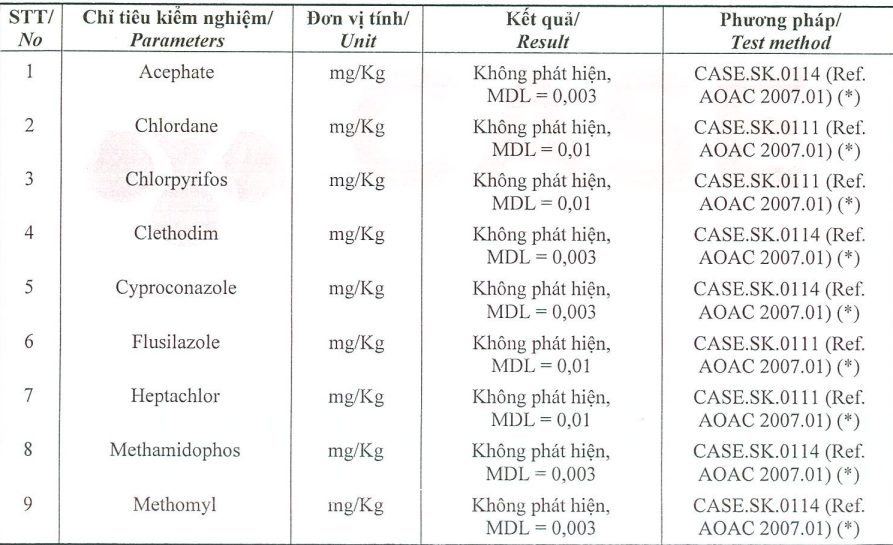 STT/ Chỉ tiêu kiểm nghiệm/ Đơn vị tính/ Kết quả/ Phương pháp/
No Parameters Unit Result Test method
1 Acephate mg/Kg Không phát hiện, CASE.SK.0114 (Ref.
MDL = 0,003 AOAC 2007.01) (*)
2 Chlordane mg/Kg Không phát hiện, CASE.SK.0111 (Ref.
MDL = 0,01 AOAC 2007.01) (*)
3 Chlorpyrifos mg/Kg Không phát hiện, CASE.SK.0111 (Ref.
MDL = 0,01 AOAC 2007.01) (*)
4 Clethodim mg/Kg Không phát hiện, CASE.SK.0114 (Ref.
MDL = 0,003 AOAC 2007.01) (*)
5 Cyproconazole mg/Kg Không phát hiện, CASE.SK.0114 (Ref.
MDL = 0,003 AOAC 2007.01) (*)
6 Flusilazole mg/Kg Không phát hiện, CASE.SK.0111 (Ref.
MDL = 0,01 AOAC 2007.01) (*)
7 Heptachlor mg/Kg Không phát hiện, CASE.SK.0111 (Ref.
MDL = 0,01 AOAC 2007.01) (*)
8 Methamidophos mg/Kg Không phát hiện, CASE.SK.0114 (Ref.
MDL = 0,003 AOAC 2007.01) (*)
9 Methomyl mg/Kg Không phát hiện, CASE.SK.0114 (Ref.
MDL = 0,003 AOAC 2007.01) (*)